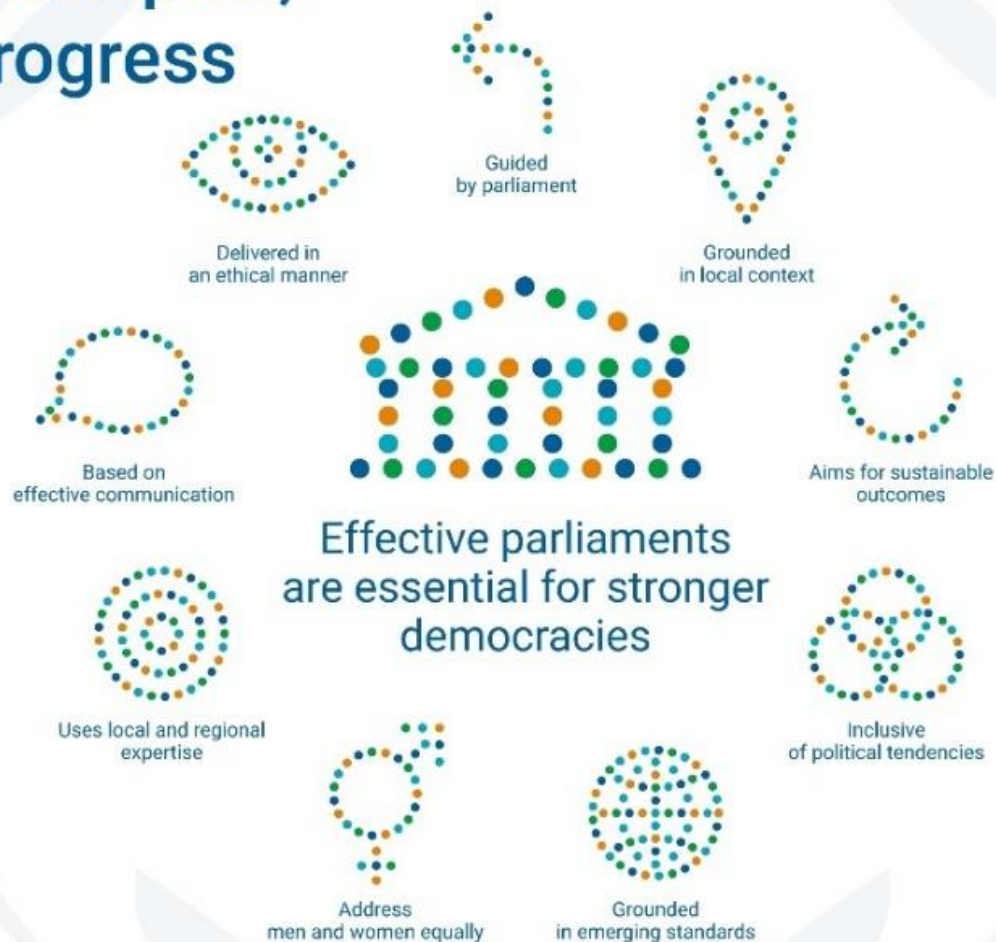 Guided
by parliament
Delivered in
an ethical manner
Grounded
in local context
Based on
effective communication
Aims for sustainable
outcomes
Effective parliaments
are essential for stronger
democracies
Uses local and regional
expertise
Inclusive
of political tendencies
Address
men and women equally
Grounded
in emerging standards